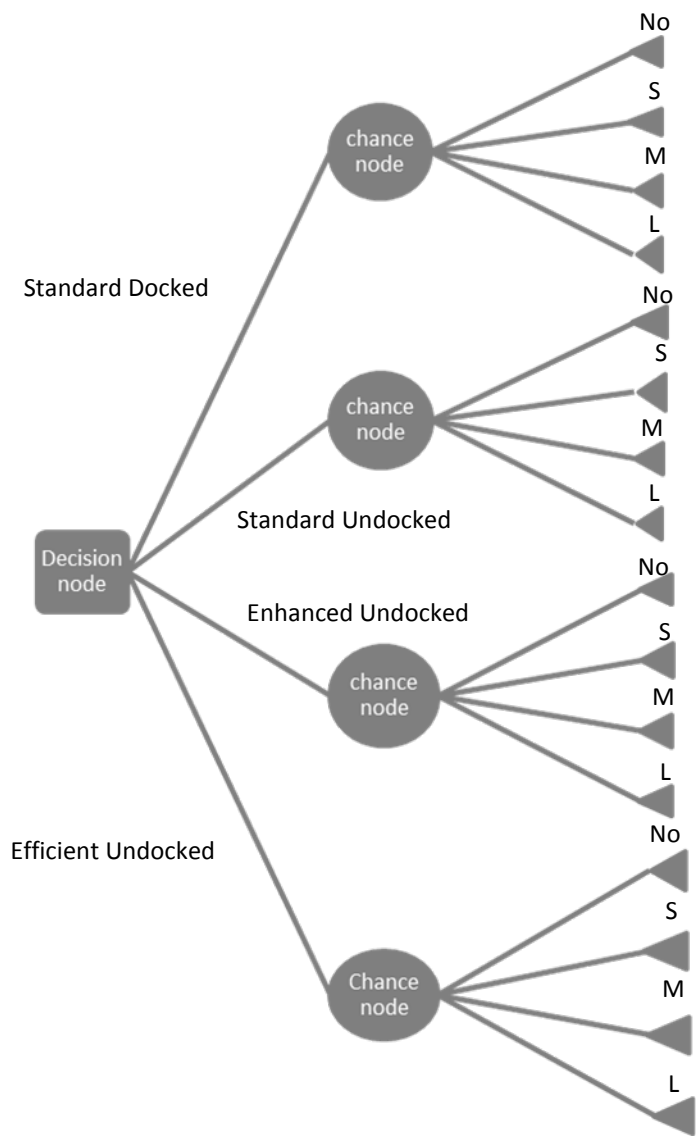 No
S
chance
node
M
L
Standard Docked
No
S
chance
node
M
L
Standard Undocked
Decision
node
No
Enhanced Undocked
S
chance
node
M
L
Efficient Undocked
No
S
Chance
node
M
L